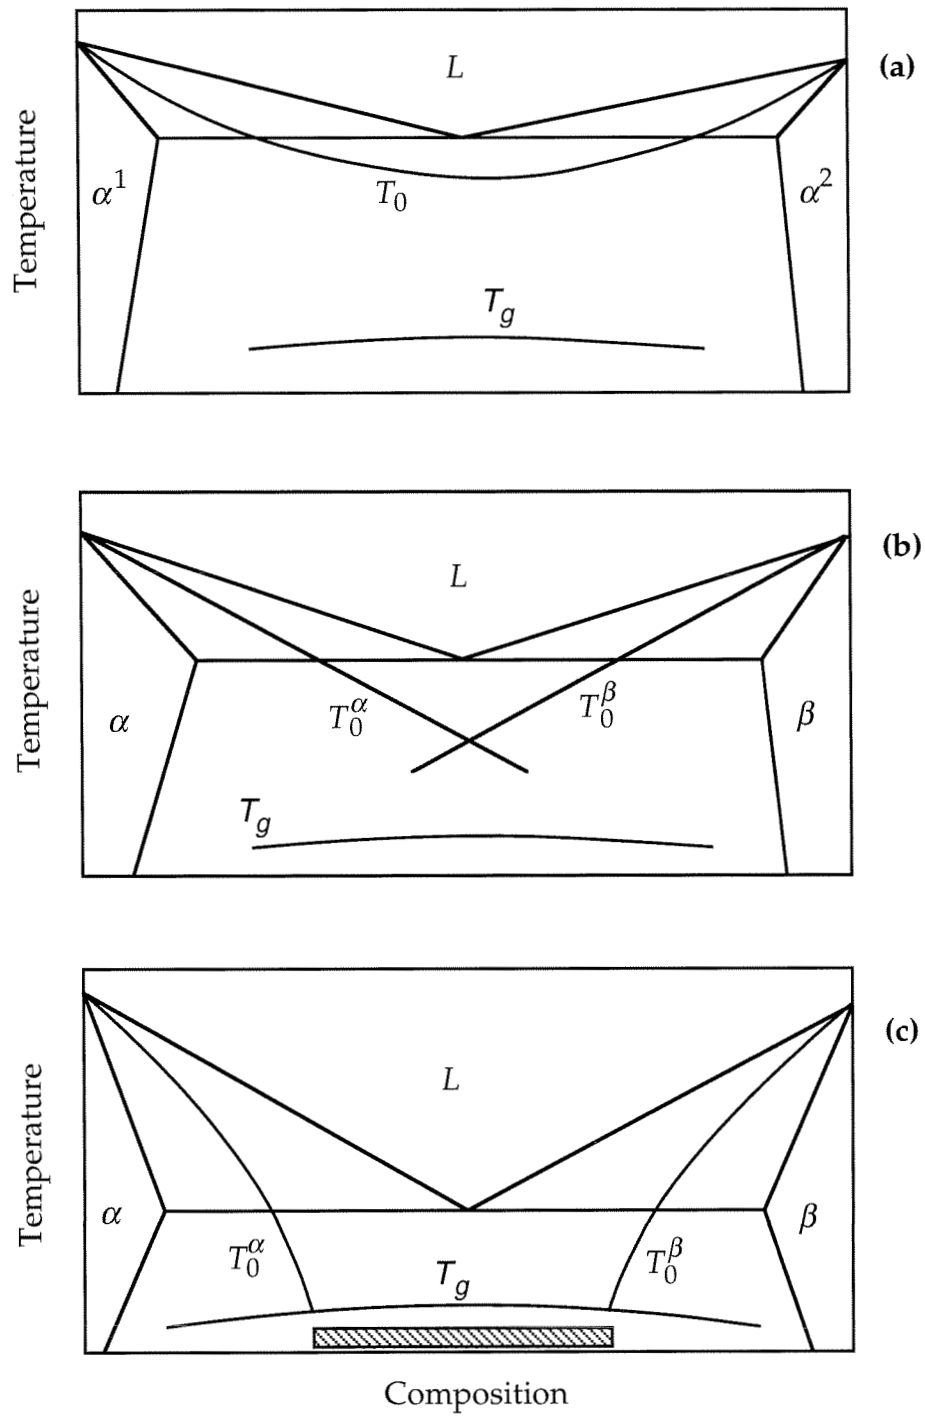 (a)
L
Temperature
α¹
T₀
α²
T_g
(b)
L
Temperature
α
T₀^α
T₀^β
β
T_g
(c)
L
Temperature
α
T₀^α
T_g
T₀^β
β
Composition